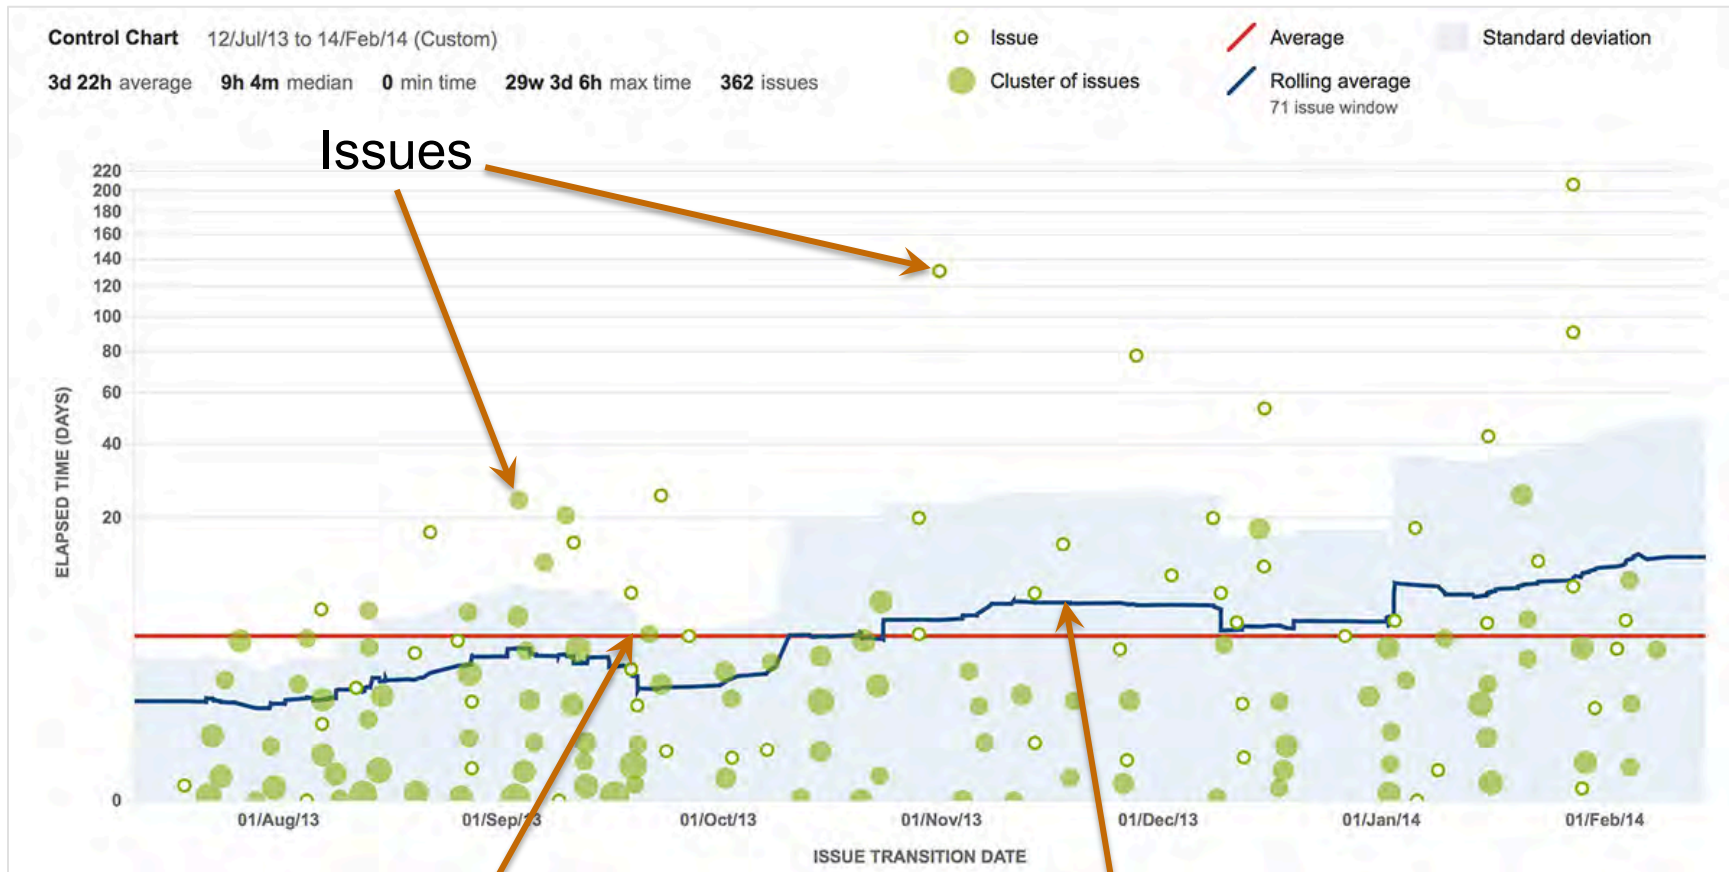 Control Chart 12/Jul/13 to 14/Feb/14 (Custom)
3d 22h average 9h 4m median 0 min time 29w 3d 6h max time 362 issues
Issue
Cluster of issues
Average
Rolling average
71 issue window
Standard deviation
Issues
220
200
180
160
140
120
100
80
60
40
20
0
ELAPSED TIME (DAYS)
01/Aug/13 01/Sep/13 01/Oct/13 01/Nov/13 01/Dec/13 01/Jan/14 01/Feb/14
ISSUE TRANSITION DATE